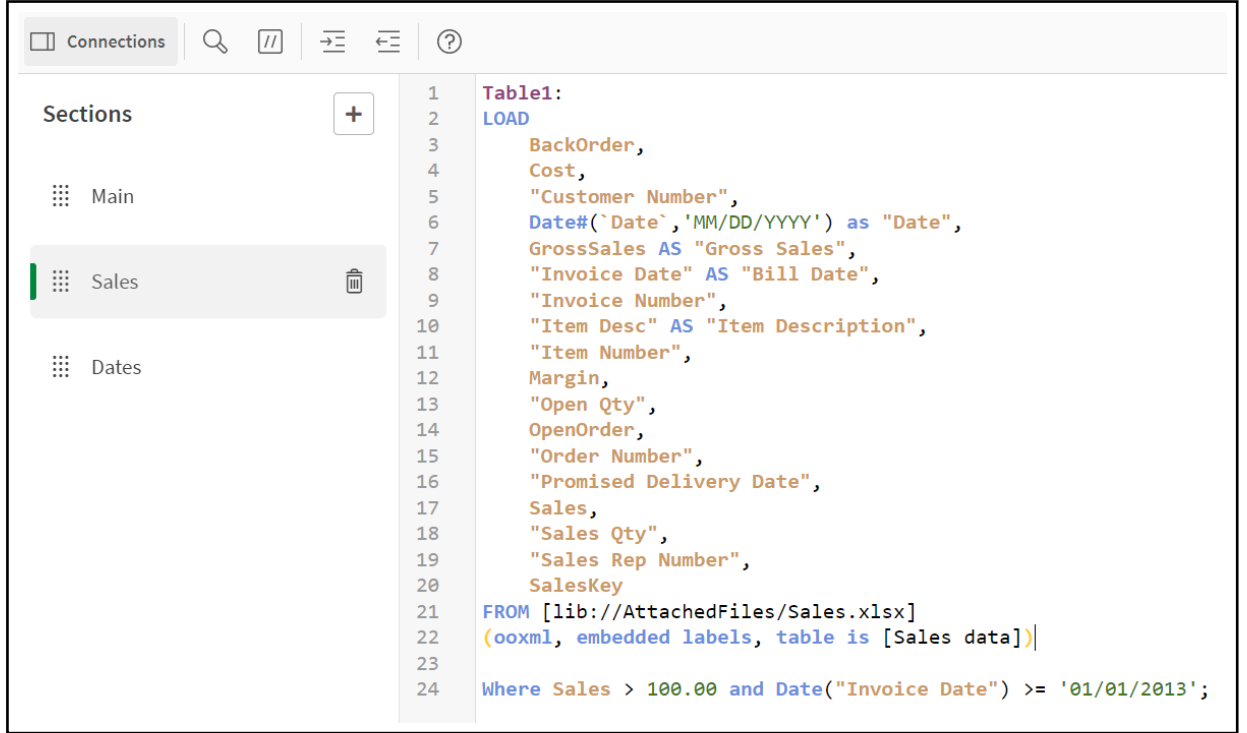 Connections
Sections
+
Main
Sales
Dates
1 Table1:
2 LOAD
3 BackOrder,
4 Cost,
5 "Customer Number",
6 Date#(`Date`,'MM/DD/YYYY') as "Date",
7 GrossSales AS "Gross Sales",
8 "Invoice Date" AS "Bill Date",
9 "Invoice Number",
10 "Item Desc" AS "Item Description",
11 "Item Number",
12 Margin,
13 "Open Qty",
14 OpenOrder,
15 "Order Number",
16 "Promised Delivery Date",
17 Sales,
18 "Sales Qty",
19 "Sales Rep Number",
20 SalesKey
21 FROM [lib://AttachedFiles/Sales.xlsx]
22 (ooxml, embedded labels, table is [Sales data])
23
24 Where Sales > 100.00 and Date("Invoice Date") >= '01/01/2013';